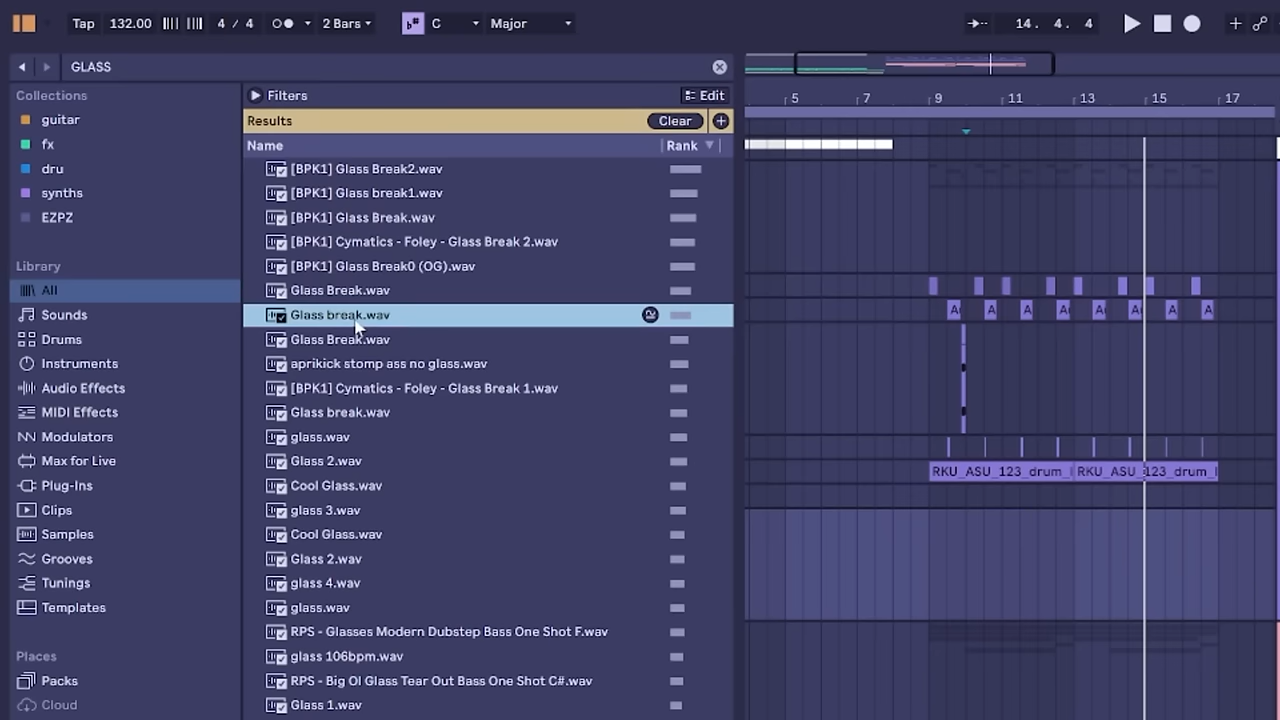 Tap 132.00 4 / 4 2 Bars C Major 14. 4. 4
GLASS
Collections
guitar
fx
dru
synths
EZPZ
Library
All
Sounds
Drums
Instruments
Audio Effects
MIDI Effects
Modulators
Max for Live
Plug-Ins
Clips
Samples
Grooves
Tunings
Templates
Places
Packs
Cloud
Filters Edit
Results Clear
Name Rank
[BPK1] Glass Break2.wav
[BPK1] Glass break1.wav
[BPK1] Glass Break.wav
[BPK1] Cymatics - Foley - Glass Break 2.wav
[BPK1] Glass Break0 (OG).wav
Glass Break.wav
Glass break.wav
Glass Break.wav
aprikick stomp ass no glass.wav
[BPK1] Cymatics - Foley - Glass Break 1.wav
Glass break.wav
glass.wav
Glass 2.wav
Cool Glass.wav
glass 3.wav
Cool Glass.wav
Glass 2.wav
glass 4.wav
glass.wav
RPS - Glasses Modern Dubstep Bass One Shot F.wav
glass 106bpm.wav
RPS - Big Ol Glass Tear Out Bass One Shot C#.wav
Glass 1.wav
5 7 9 11 13 15 17
A A A A A A A A
RKU_ASU_123_drum_l RKU_ASU_123_drum_l